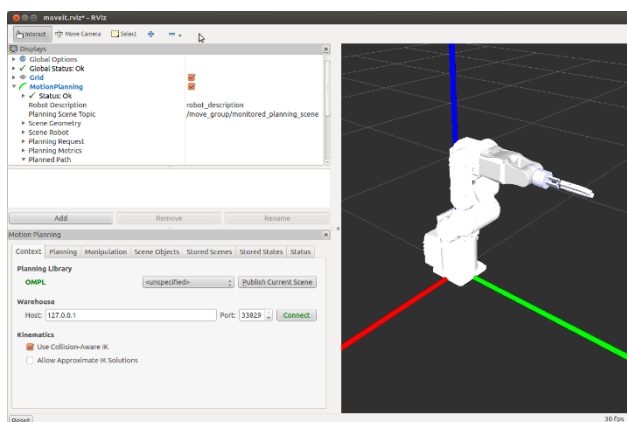 moveit.rviz* - RViz
Interact Move Camera Select
Displays
Global Options
Global Status: Ok
Grid
MotionPlanning
Status: Ok
Robot Description robot_description
Planning Scene Topic /move_group/monitored_planning_scene
Scene Geometry
Scene Robot
Planning Request
Planning Metrics
Planned Path
Add Remove Rename
Motion Planning
Context Planning Manipulation Scene Objects Stored Scenes Stored States Status
Planning Library
OMPL <unspecified> Publish Current Scene
Warehouse
Host: 127.0.0.1 Port: 33829 Connect
Kinematics
Use Collision-Aware IK
Allow Approximate IK Solutions
Reset 30 fps